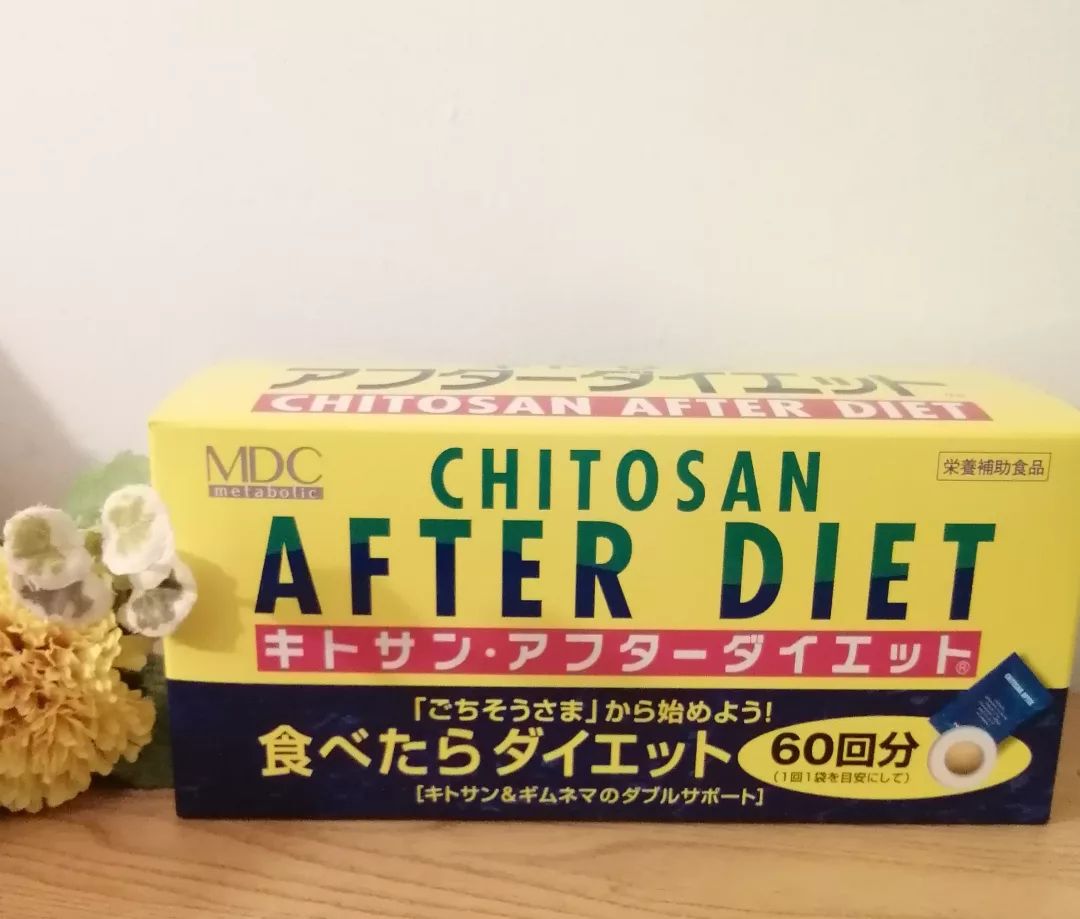 アフターダイエット
CHITOSAN AFTER DIET
MDC
metabolic
CHITOSAN
栄養補助食品
AFTER DIET
キトサン・アフターダイエット®
「ごちそうさま」から始めよう!
食べたらダイエット
60回分
(1回1袋を目安にして)
[キトサン&ギムネマのダブルサポート]
CHITOSAN AFTER